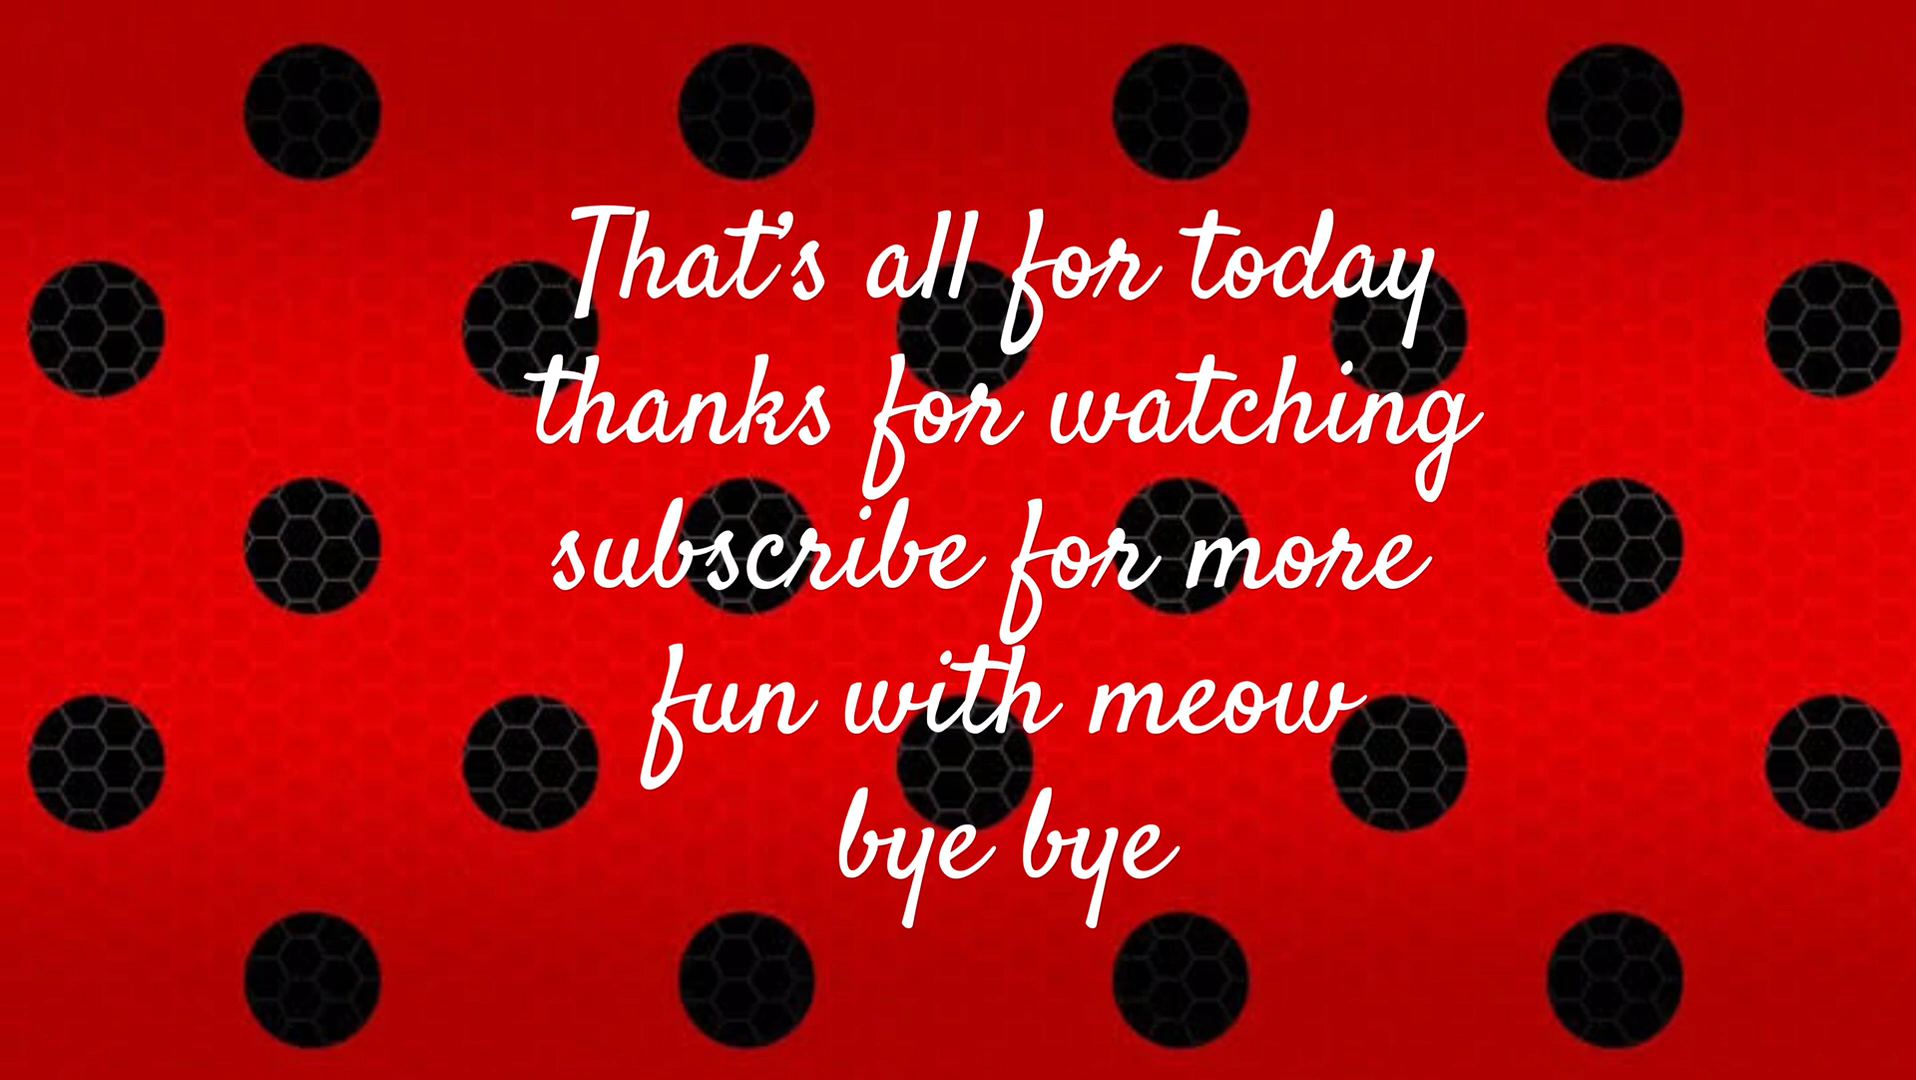 That's all for today
thanks for watching
subscribe for more
fun with meow
bye bye